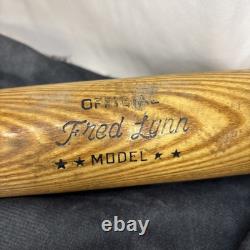 OFFICIAL
Fred Lynn
★★ MODEL ★★
ebay